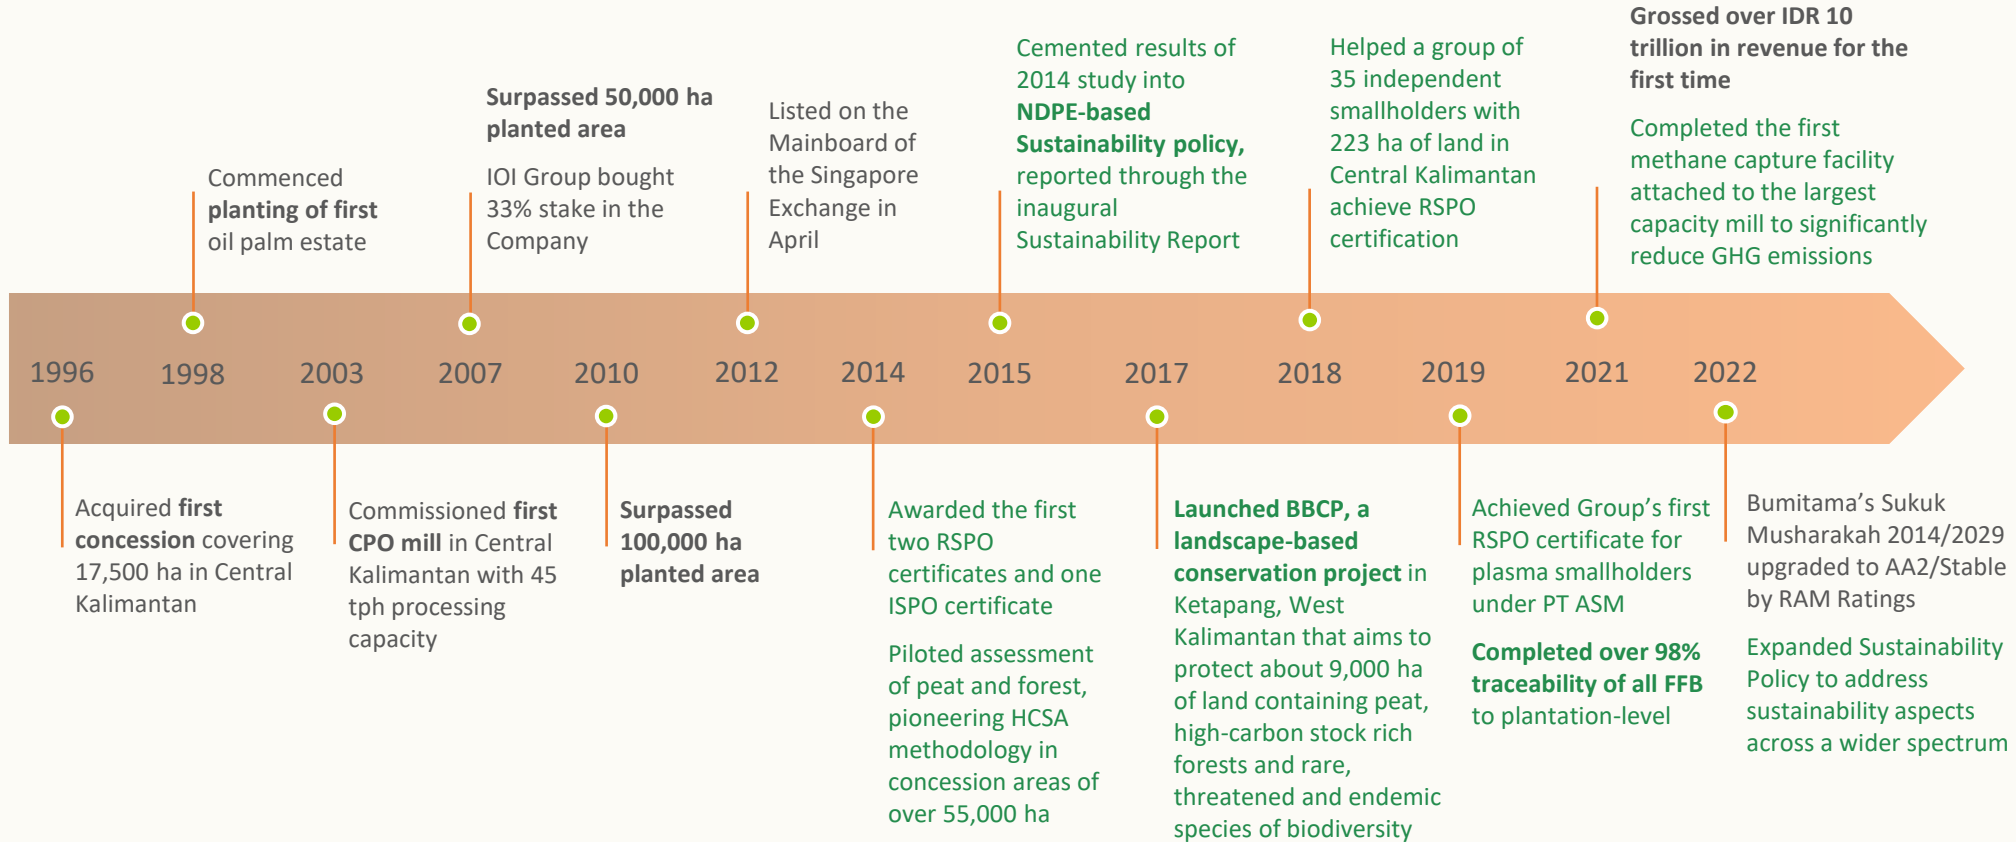 Commenced
planting of first
oil palm estate
Surpassed 50,000 ha
planted area
IOI Group bought
33% stake in the
Company
Listed on the
Mainboard of
the Singapore
Exchange in
April
Cemented results of
2014 study into
NDPE-based
Sustainability policy,
reported through the
inaugural
Sustainability Report
Helped a group of
35 independent
smallholders with
223 ha of land in
Central Kalimantan
achieve RSPO
certification
Grossed over IDR 10
trillion in revenue for the
first time
Completed the first
methane capture facility
attached to the largest
capacity mill to significantly
reduce GHG emissions
1996 1998 2003 2007 2010 2012 2014 2015 2017 2018 2019 2021 2022
Acquired first
concession covering
17,500 ha in Central
Kalimantan
Commissioned first
CPO mill in Central
Kalimantan with 45
tph processing
capacity
Surpassed
100,000 ha
planted area
Awarded the first
two RSPO
certificates and one
ISPO certificate
Piloted assessment
of peat and forest,
pioneering HCSA
methodology in
concession areas of
over 55,000 ha
Launched BBCP, a
landscape-based
conservation project in
Ketapang, West
Kalimantan that aims to
protect about 9,000 ha
of land containing peat,
high-carbon stock rich
forests and rare,
threatened and endemic
species of biodiversity
Achieved Group’s first
RSPO certificate for
plasma smallholders
under PT ASM
Completed over 98%
traceability of all FFB
to plantation-level
Bumitama’s Sukuk
Musharakah 2014/2029
upgraded to AA2/Stable
by RAM Ratings
Expanded Sustainability
Policy to address
sustainability aspects
across a wider spectrum